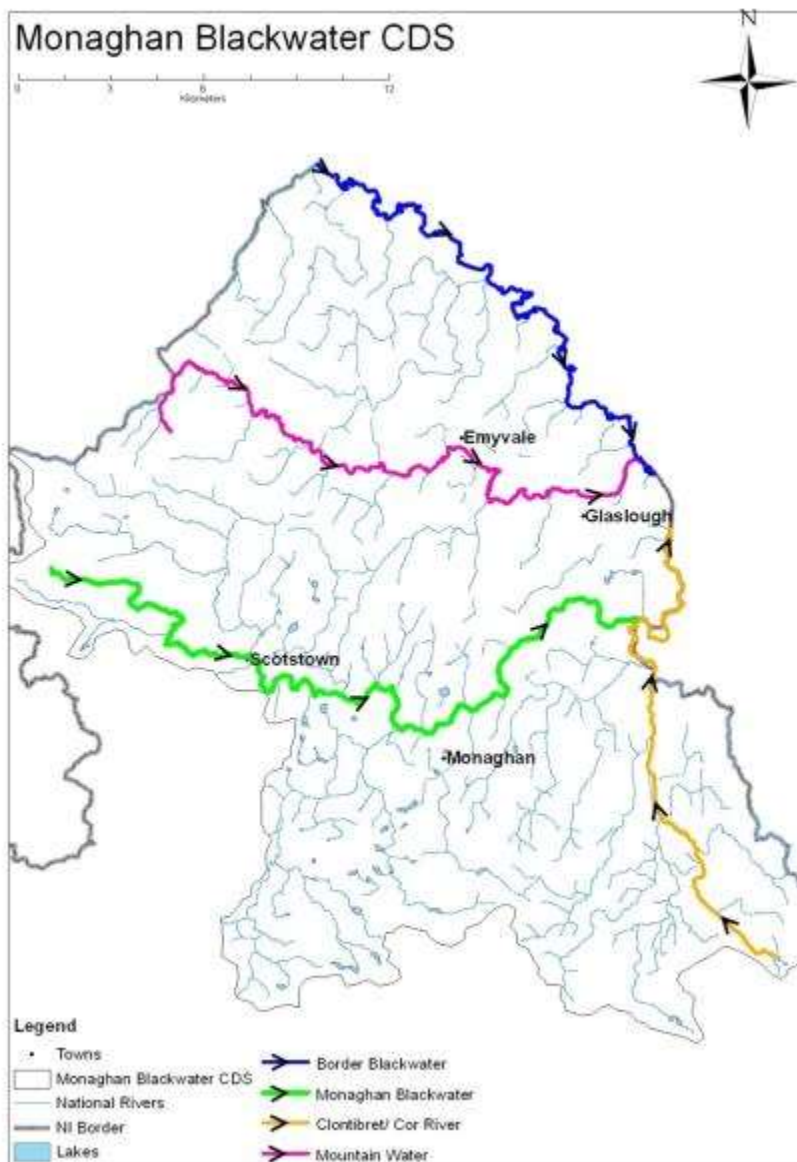 Monaghan Blackwater CDS
N
0 3 6 12
Kilometers
Emyvale
Glaslough
Scotstown
Monaghan
Legend
Towns
Monaghan Blackwater CDS
National Rivers
NI Border
Lakes
Border Blackwater
Monaghan Blackwater
Clontibret/ Cor River
Mountain Water